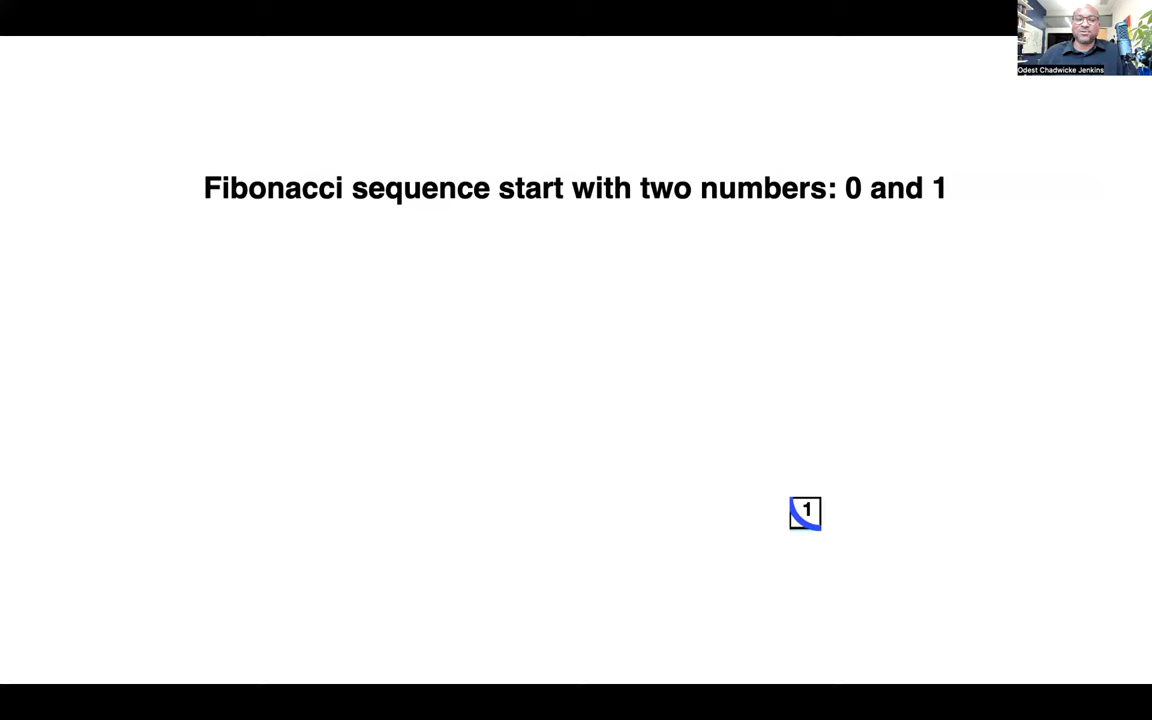 Odest Chadwicke Jenkins
Fibonacci sequence start with two numbers: 0 and 1
1